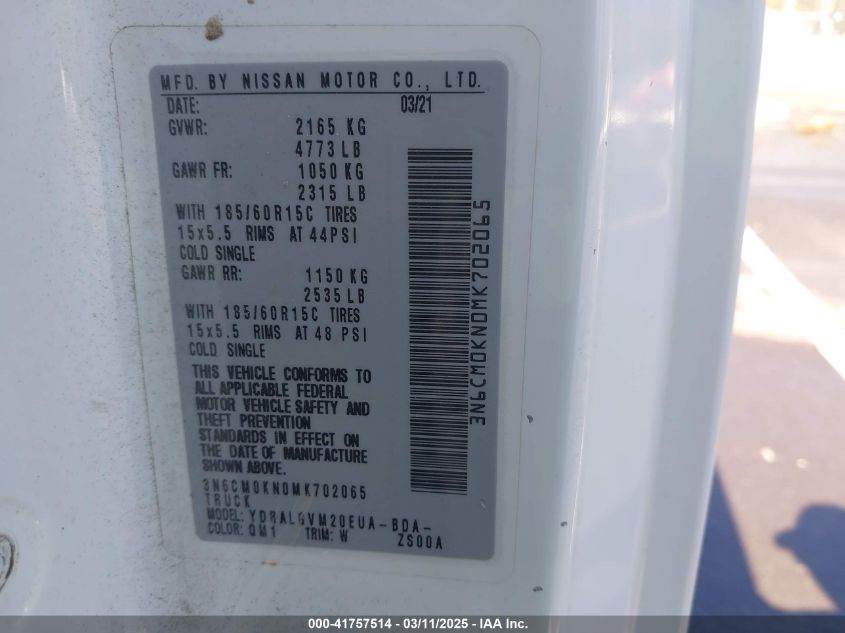 MFD. BY NISSAN MOTOR CO., LTD.
DATE: 03/21
GVWR: 2165 KG
4773 LB
GAWR FR: 1050 KG
2315 LB
WITH 185/60R15C TIRES
15x5.5 RIMS AT 44PSI
COLD SINGLE
GAWR RR: 1150 KG
2535 LB
WITH 185/60R15C TIRES
15x5.5 RIMS AT 48 PSI
COLD SINGLE
THIS VEHICLE CONFORMS TO
ALL APPLICABLE FEDERAL
MOTOR VEHICLE SAFETY AND
THEFT PREVENTION
STANDARDS IN EFFECT ON
THE DATE OF MANUFACTURE
SHOWN ABOVE.
3N6CM0KN0MK702065
TRUCK
MODEL: YDRALGVM20EUA-BDA-
COLOR: QM1 TRIM: W ZS00A
3N6CM0KN0MK702065
000-41757514 - 03/11/2025 - IAA Inc.